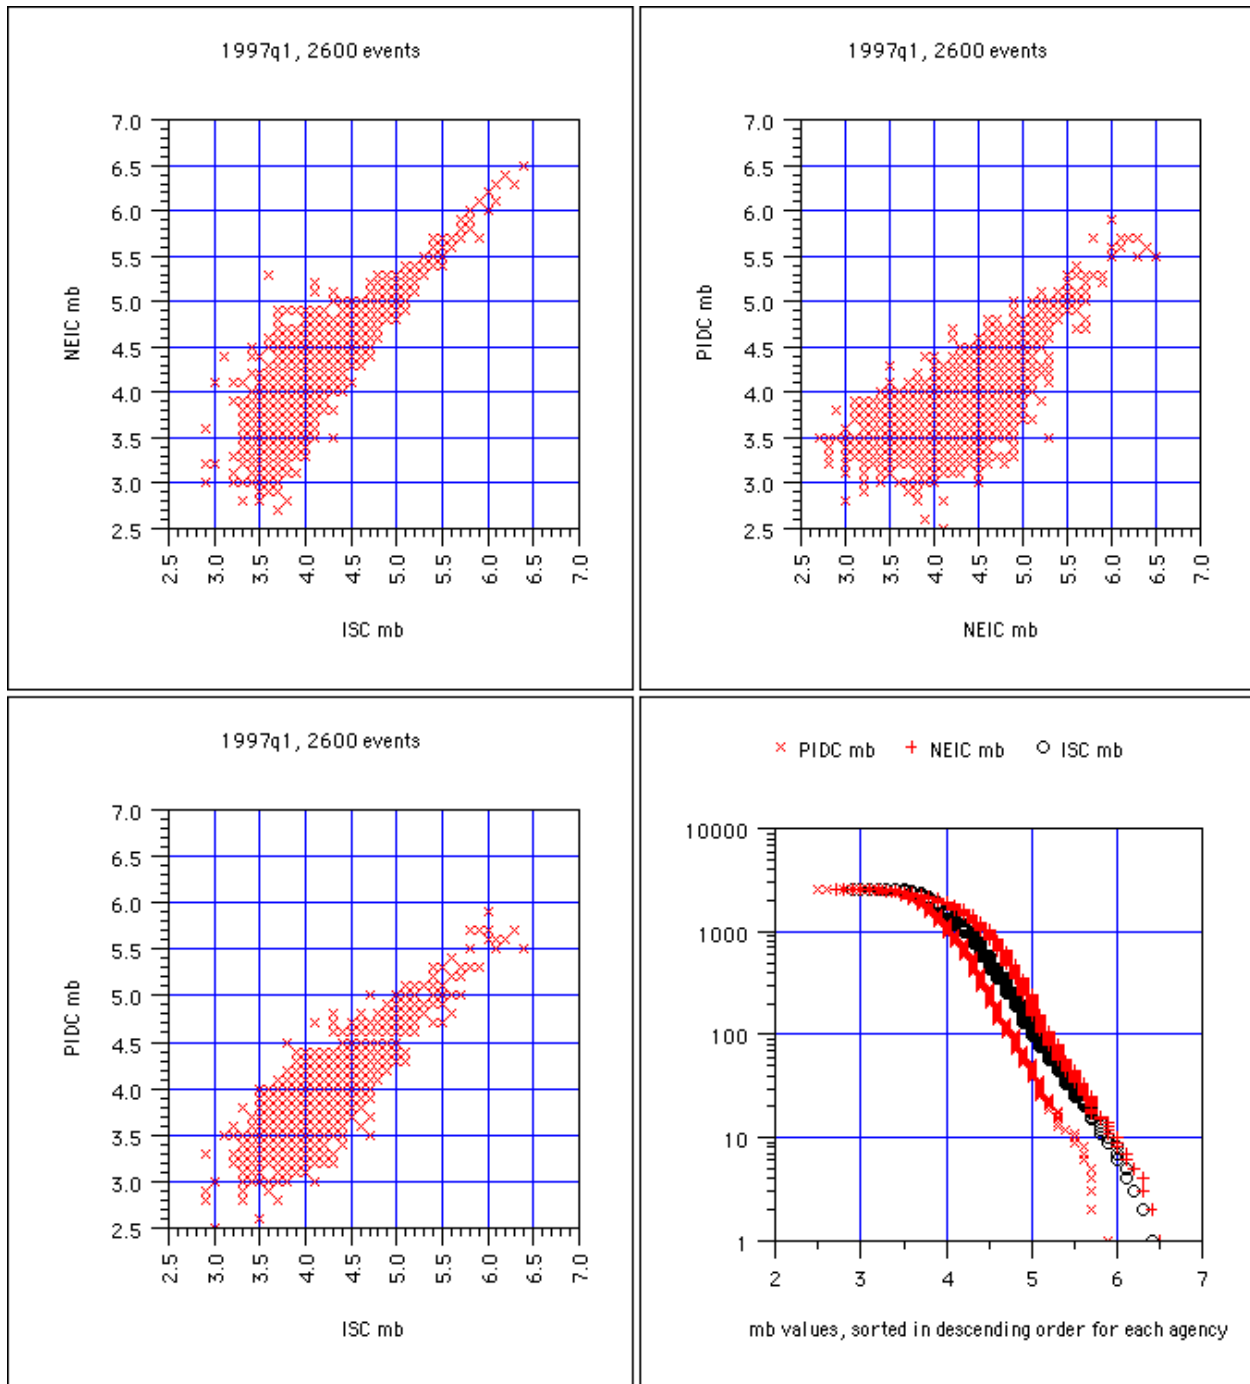 1997q1, 2600 events
7.0
6.5
6.0
5.5
5.0
4.5
4.0
3.5
3.0
2.5
NEIC mb
2.5 3.0 3.5 4.0 4.5 5.0 5.5 6.0 6.5 7.0
ISC mb
1997q1, 2600 events
7.0
6.5
6.0
5.5
5.0
4.5
4.0
3.5
3.0
2.5
PIDC mb
2.5 3.0 3.5 4.0 4.5 5.0 5.5 6.0 6.5 7.0
NEIC mb
1997q1, 2600 events
7.0
6.5
6.0
5.5
5.0
4.5
4.0
3.5
3.0
2.5
PIDC mb
2.5 3.0 3.5 4.0 4.5 5.0 5.5 6.0 6.5 7.0
ISC mb
PIDC mb NEIC mb ISC mb
10000
1000
100
10
1
2 3 4 5 6 7
mb values, sorted in descending order for each agency